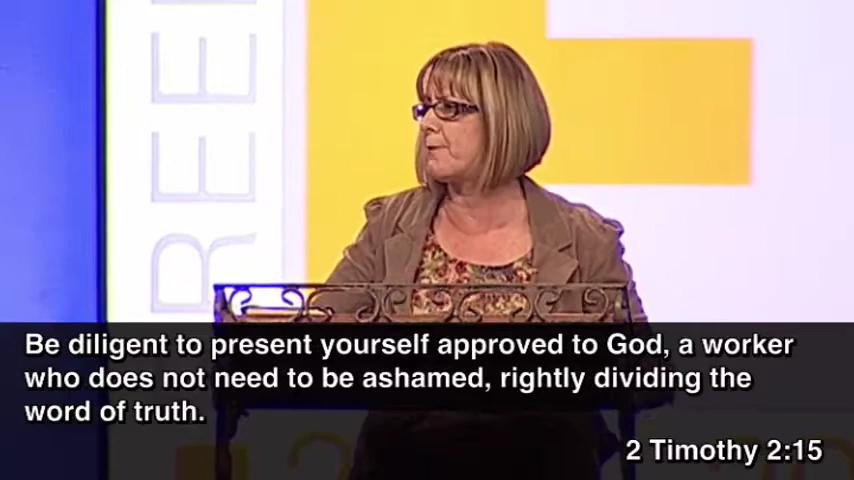 REE
Be diligent to present yourself approved to God, a worker
who does not need to be ashamed, rightly dividing the
word of truth.
2 Timothy 2:15